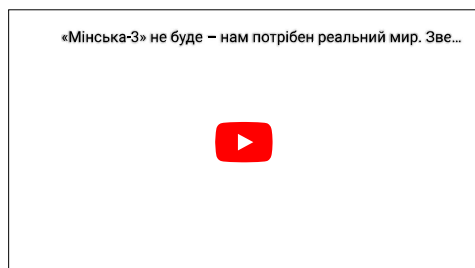 «Мінська-3» не буде – нам потрібен реальний мир. Зве...